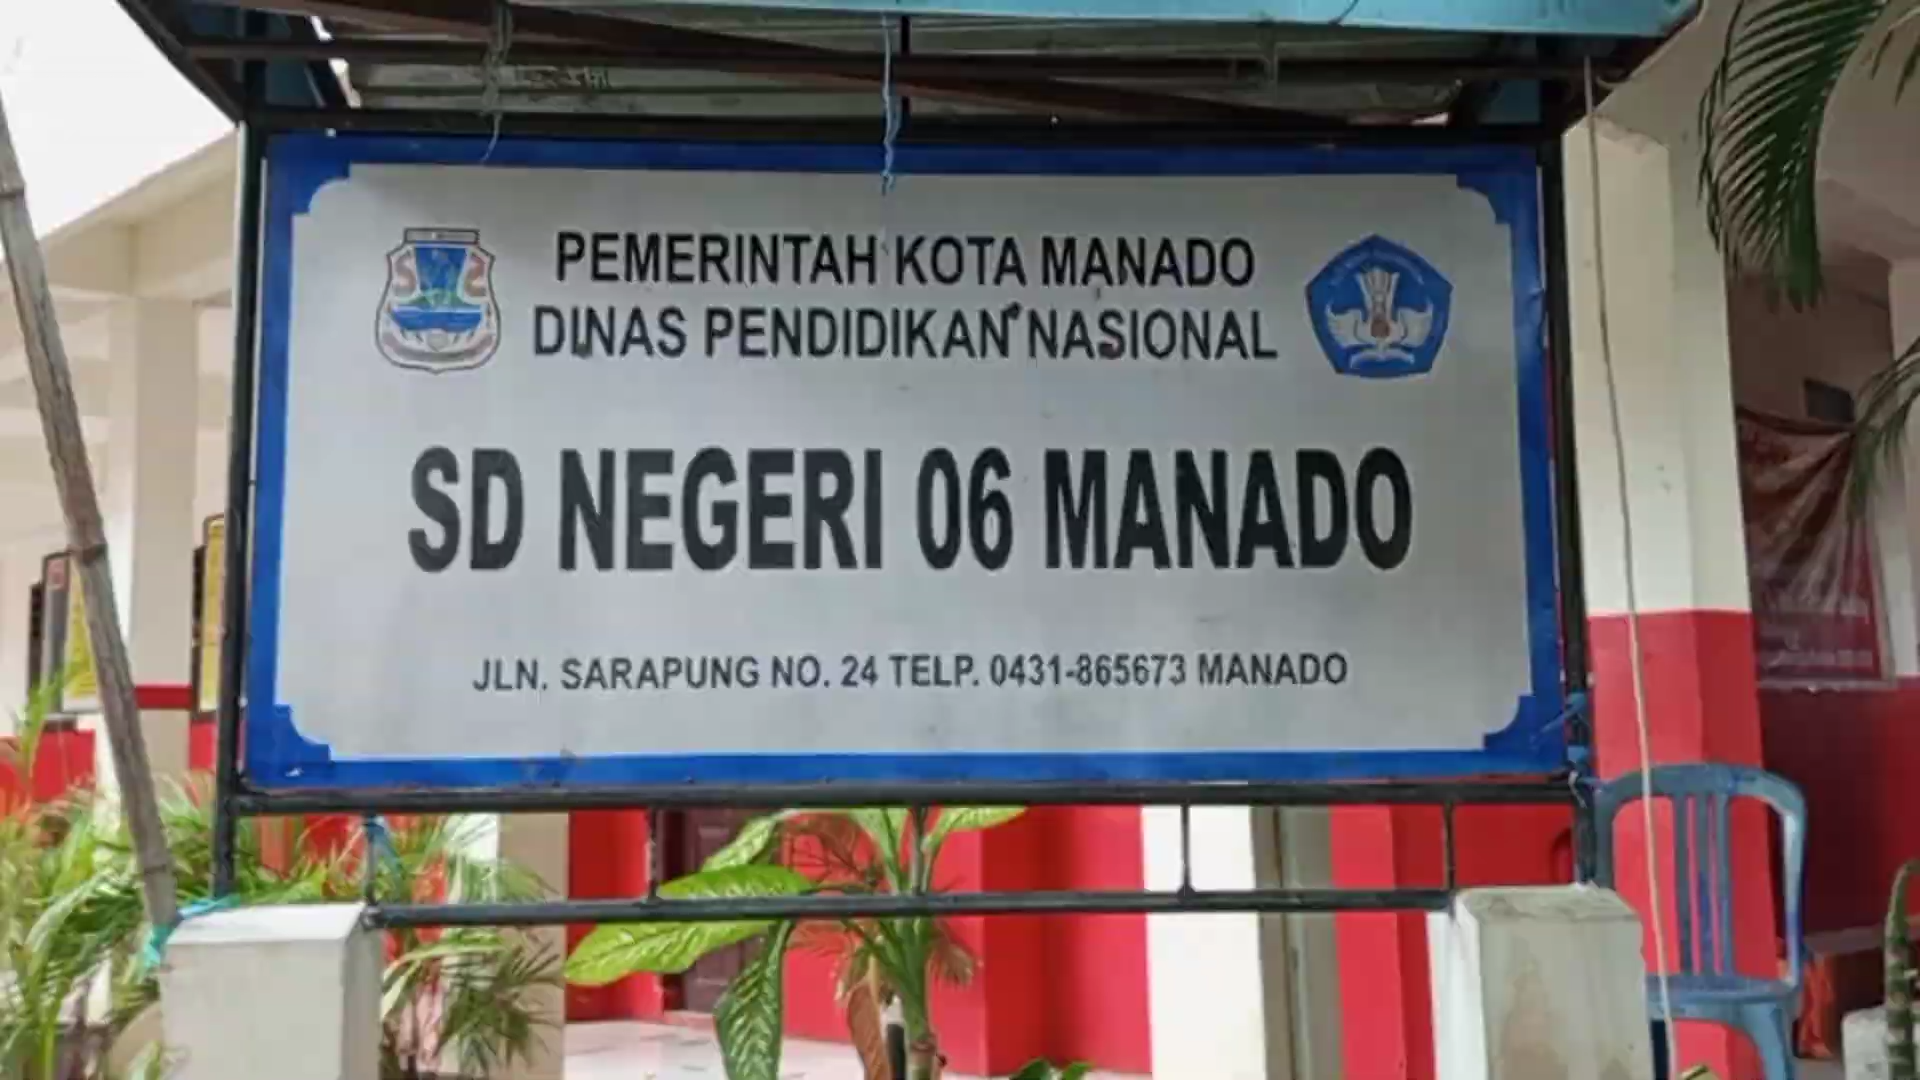 PEMERINTAH KOTA MANADO
DINAS PENDIDIKAN NASIONAL
SD NEGERI 06 MANADO
JLN. SARAPUNG NO. 24 TELP. 0431-865673 MANADO